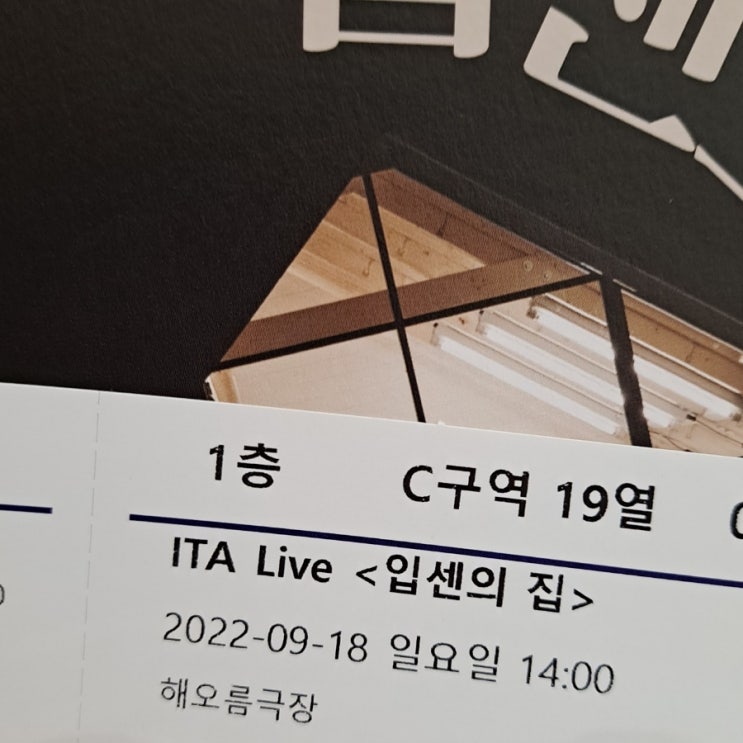 1층 C구역 19열
ITA Live <입센의 집>
2022-09-18 일요일 14:00
해오름극장